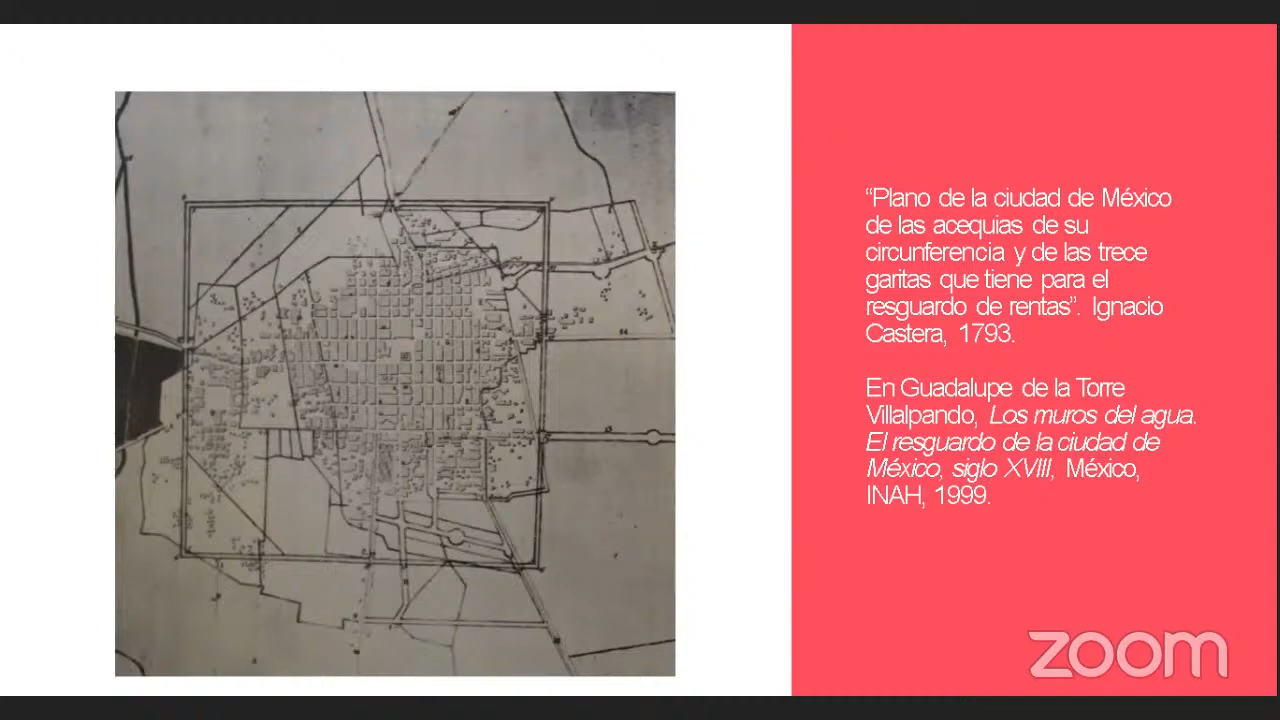 “Plano de la ciudad de México
de las acequias de su
circunferencia y de las trece
garitas que tiene para el
resguardo de rentas”. Ignacio
Castera, 1793.
En Guadalupe de la Torre
Villalpando, Los muros del agua.
El resguardo de la ciudad de
México, siglo XVIII, México,
INAH, 1999.
zoom